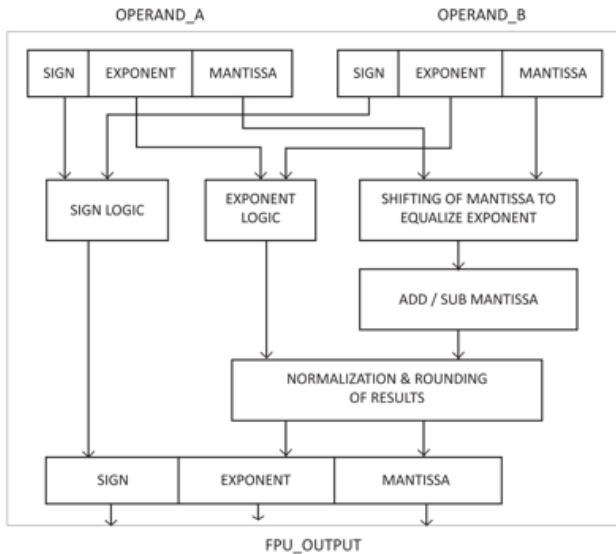 OPERAND_A
OPERAND_B
SIGN
EXPONENT
MANTISSA
SIGN
EXPONENT
MANTISSA
SIGN LOGIC
EXPONENT
LOGIC
SHIFTING OF MANTISSA TO
EQUALIZE EXPONENT
ADD / SUB MANTISSA
NORMALIZATION & ROUNDING
OF RESULTS
SIGN
EXPONENT
MANTISSA
FPU_OUTPUT